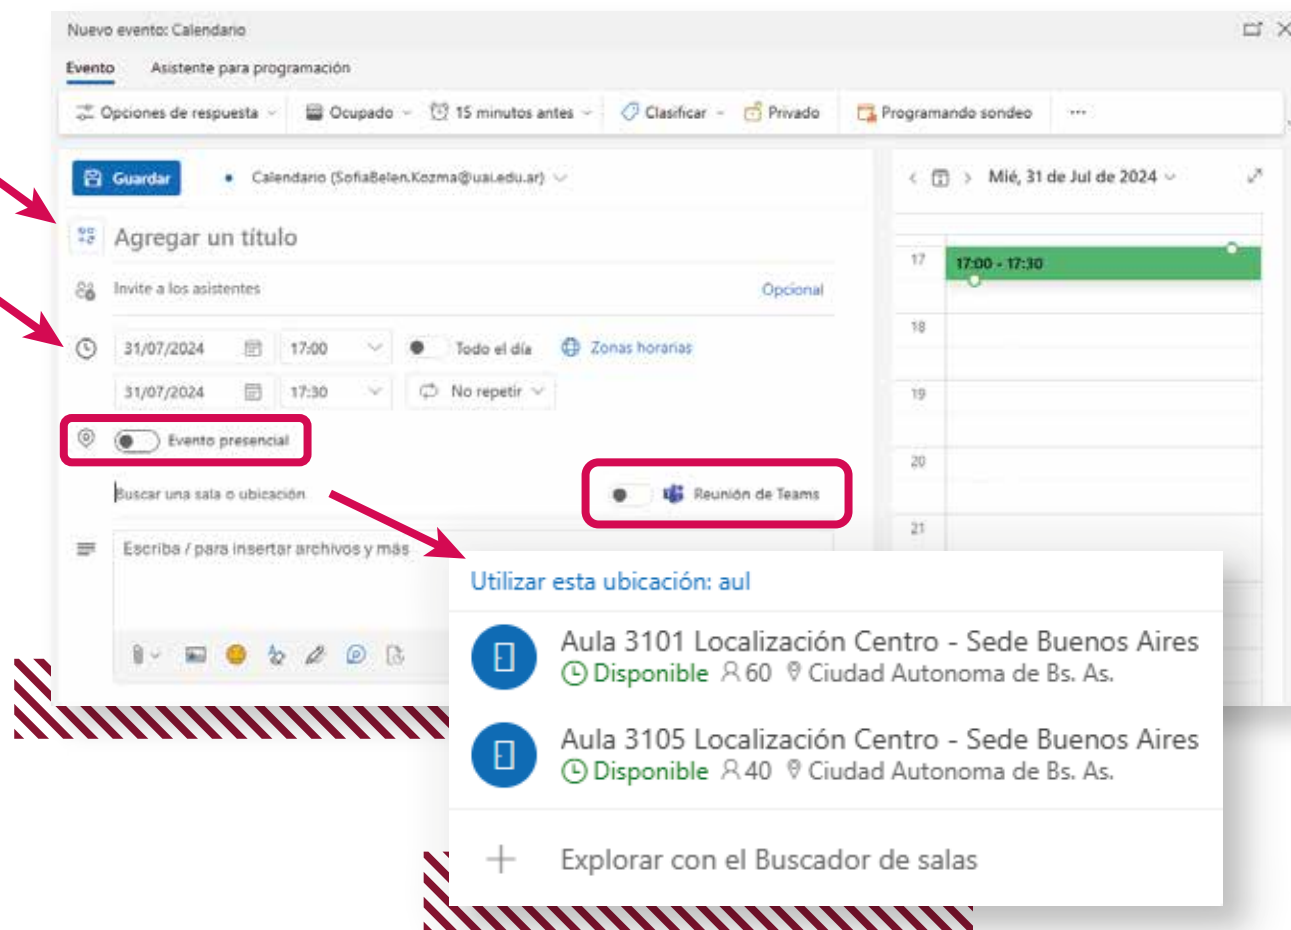 Nuevo evento: Calendario
Evento Asistente para programación
Opciones de respuesta Ocupado 15 minutos antes Clasificar Privado Programando sondeo ...
Guardar • Calendario (SofiaBelen.Kozma@uai.edu.ar)
Mié, 31 de Jul de 2024
Agregar un título
Invite a los asistentes Opcional
31/07/2024 17:00 Todo el día Zonas horarias
31/07/2024 17:30 No repetir
Evento presencial
Buscar una sala o ubicación Reunión de Teams
Escriba / para insertar archivos y más
17 17:00 - 17:30
18
19
20
21
Utilizar esta ubicación: aul
Aula 3101 Localización Centro - Sede Buenos Aires
Disponible 60 Ciudad Autonoma de Bs. As.
Aula 3105 Localización Centro - Sede Buenos Aires
Disponible 40 Ciudad Autonoma de Bs. As.
Explorar con el Buscador de salas